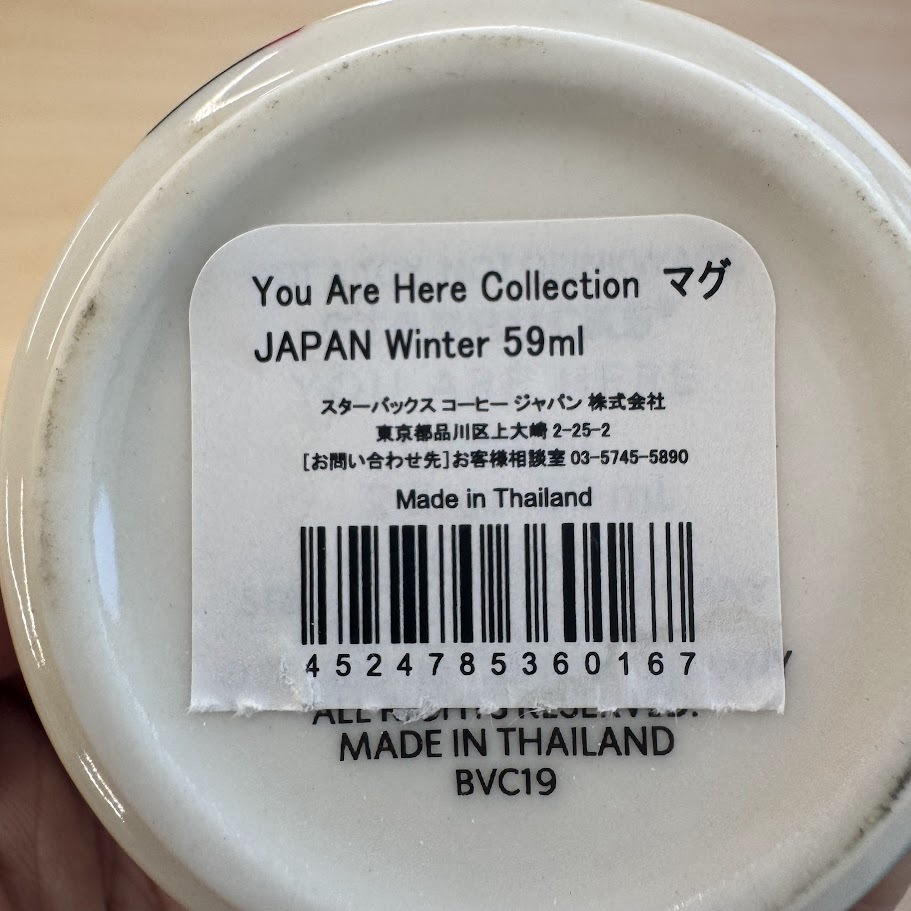 You Are Here Collection マグ
JAPAN Winter 59ml
スターバックス コーヒー ジャパン 株式会社
東京都品川区上大崎 2-25-2
[お問い合わせ先]お客様相談室 03-5745-5890
Made in Thailand
4524785360167
ALL RIGHTS RESERVED.
MADE IN THAILAND
BVC19